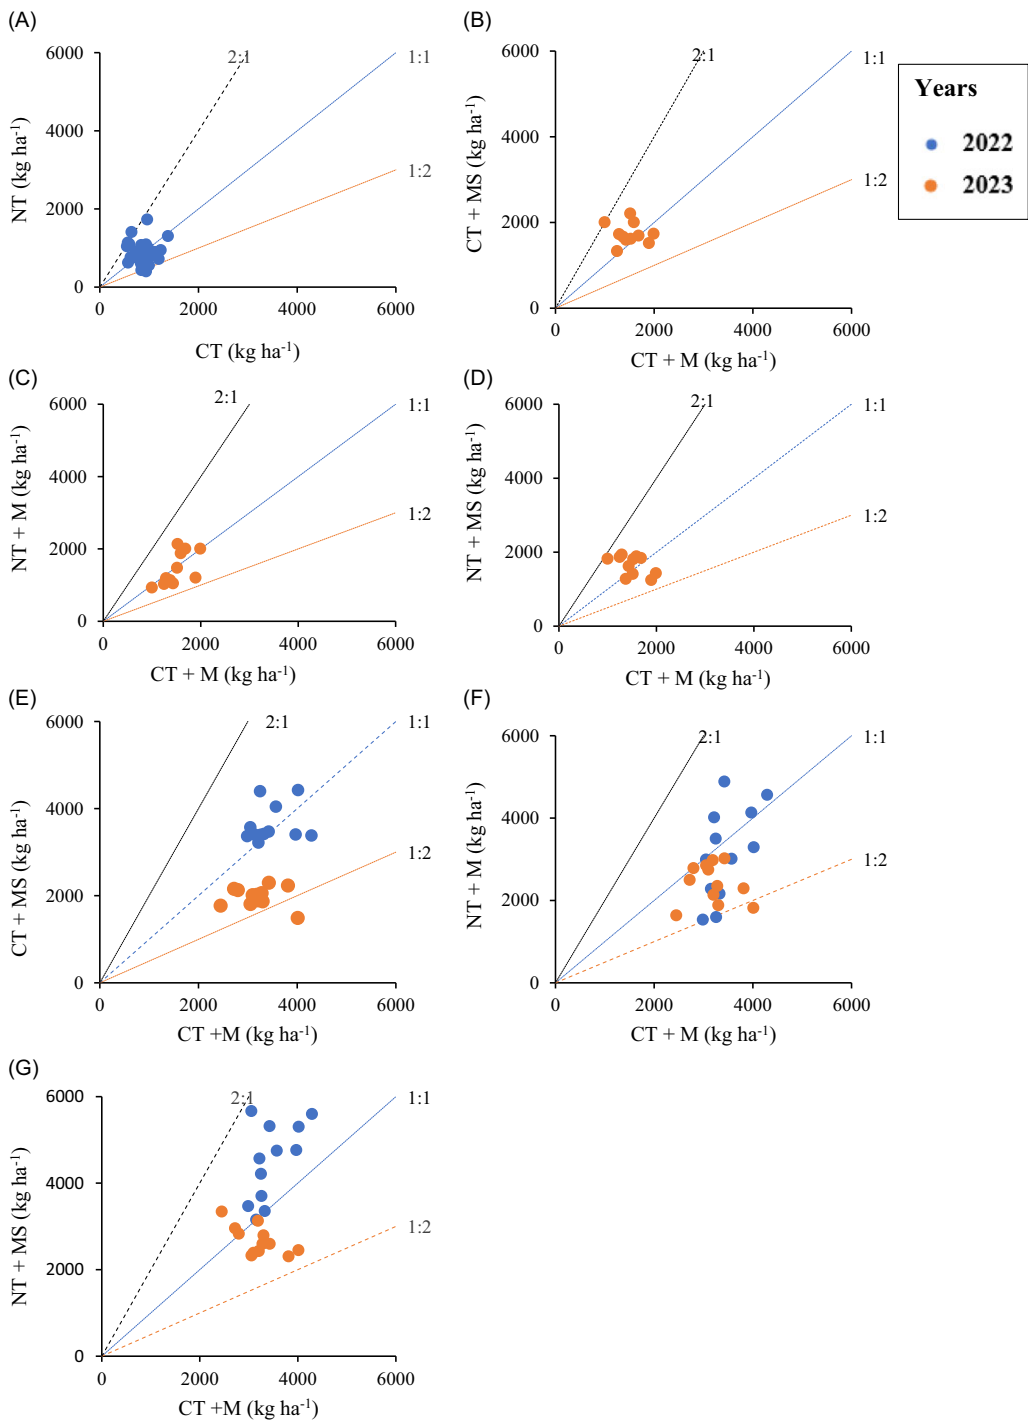 (A)
6000
4000
2000
0
NT (kg ha-1)
0 2000 4000 6000
CT (kg ha-1)
2:1
1:1
1:2
(B)
6000
4000
2000
0
CT + MS (kg ha-1)
0 2000 4000 6000
CT + M (kg ha-1)
2:1
1:1
1:2
Years
2022
2023
(C)
6000
4000
2000
0
NT + M (kg ha-1)
0 2000 4000 6000
CT + M (kg ha-1)
2:1
1:1
1:2
(D)
6000
4000
2000
0
NT + MS (kg ha-1)
0 2000 4000 6000
CT + M (kg ha-1)
2:1
1:1
1:2
(E)
6000
4000
2000
0
CT + MS (kg ha-1)
0 2000 4000 6000
CT +M (kg ha-1)
2:1
1:1
1:2
(F)
6000
4000
2000
0
NT + M (kg ha-1)
0 2000 4000 6000
CT + M (kg ha-1)
2:1
1:1
1:2
(G)
6000
4000
2000
0
NT + MS (kg ha-1)
0 2000 4000 6000
CT +M (kg ha-1)
2:1
1:1
1:2